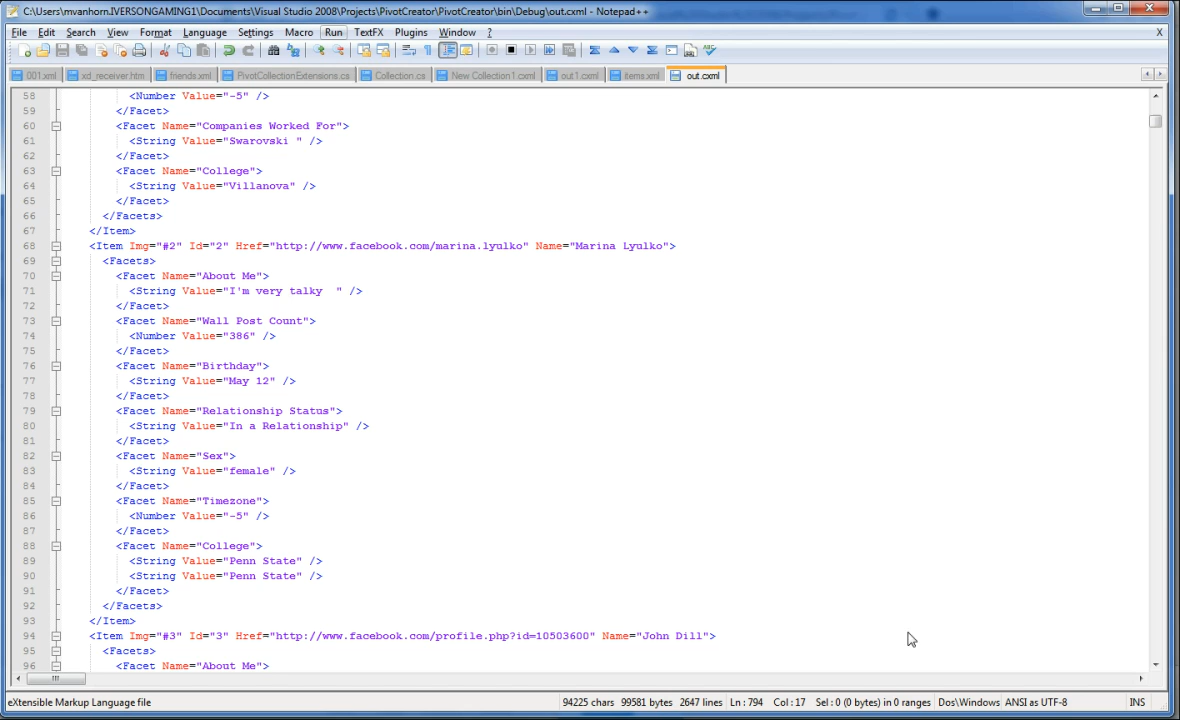 C:\Users\mvanhorn.IVERSONGAMING1\Documents\Visual Studio 2008\Projects\PivotCreator\PivotCreator\bin\Debug\out.cxml - Notepad++
File Edit Search View Format Language Settings Macro Run TextFX Plugins Window ? X
001.xml xd_receiver.htm friends.xml PivotCollectionExtensions.cs Collection.cs New Collection1.cxml out1.cxml items.xml out.cxml
58 <Number Value="-5" />
59 </Facet>
60 <Facet Name="Companies Worked For">
61 <String Value="Swarovski " />
62 </Facet>
63 <Facet Name="College">
64 <String Value="Villanova" />
65 </Facet>
66 </Facets>
67 </Item>
68 <Item Img="#2" Id="2" Href="http://www.facebook.com/marina.lyulko" Name="Marina Lyulko">
69 <Facets>
70 <Facet Name="About Me">
71 <String Value="I'm very talky  " />
72 </Facet>
73 <Facet Name="Wall Post Count">
74 <Number Value="386" />
75 </Facet>
76 <Facet Name="Birthday">
77 <String Value="May 12" />
78 </Facet>
79 <Facet Name="Relationship Status">
80 <String Value="In a Relationship" />
81 </Facet>
82 <Facet Name="Sex">
83 <String Value="female" />
84 </Facet>
85 <Facet Name="Timezone">
86 <Number Value="-5" />
87 </Facet>
88 <Facet Name="College">
89 <String Value="Penn State" />
90 <String Value="Penn State" />
91 </Facet>
92 </Facets>
93 </Item>
94 <Item Img="#3" Id="3" Href="http://www.facebook.com/profile.php?id=10503600" Name="John Dill">
95 <Facets>
96 <Facet Name="About Me">
eXtensible Markup Language file 94225 chars 99581 bytes 2647 lines Ln : 794 Col : 17 Sel : 0 (0 bytes) in 0 ranges Dos\Windows ANSI as UTF-8 INS